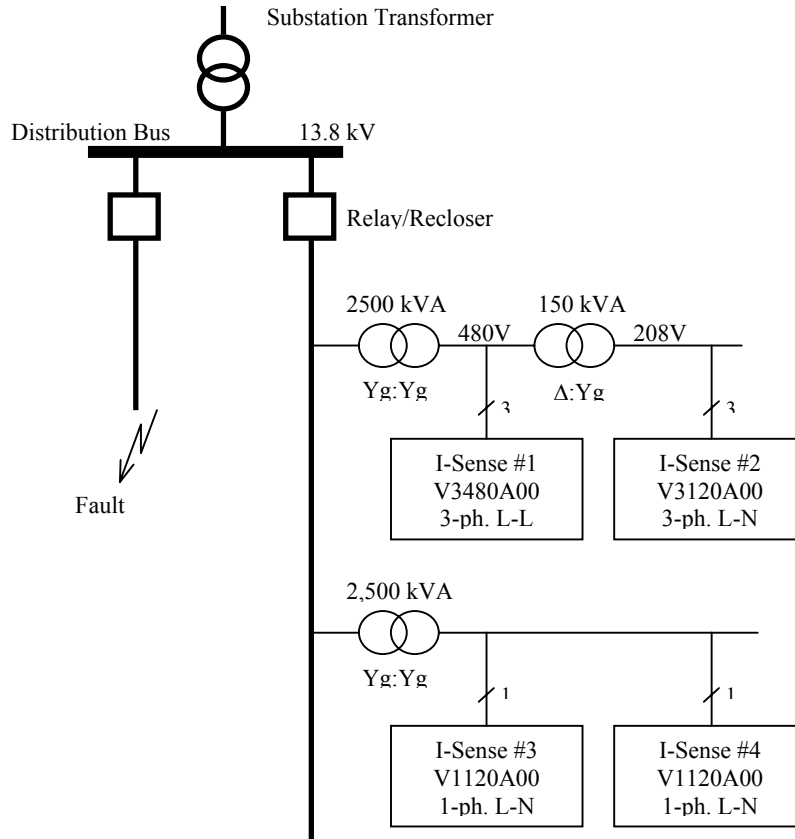 Substation Transformer
Distribution Bus
13.8 kV
Relay/Recloser
2500 kVA
150 kVA
480V
208V
Yg:Yg
Δ:Yg
3
3
I-Sense #1
V3480A00
3-ph. L-L
I-Sense #2
V3120A00
3-ph. L-N
Fault
2,500 kVA
Yg:Yg
1
1
I-Sense #3
V1120A00
1-ph. L-N
I-Sense #4
V1120A00
1-ph. L-N